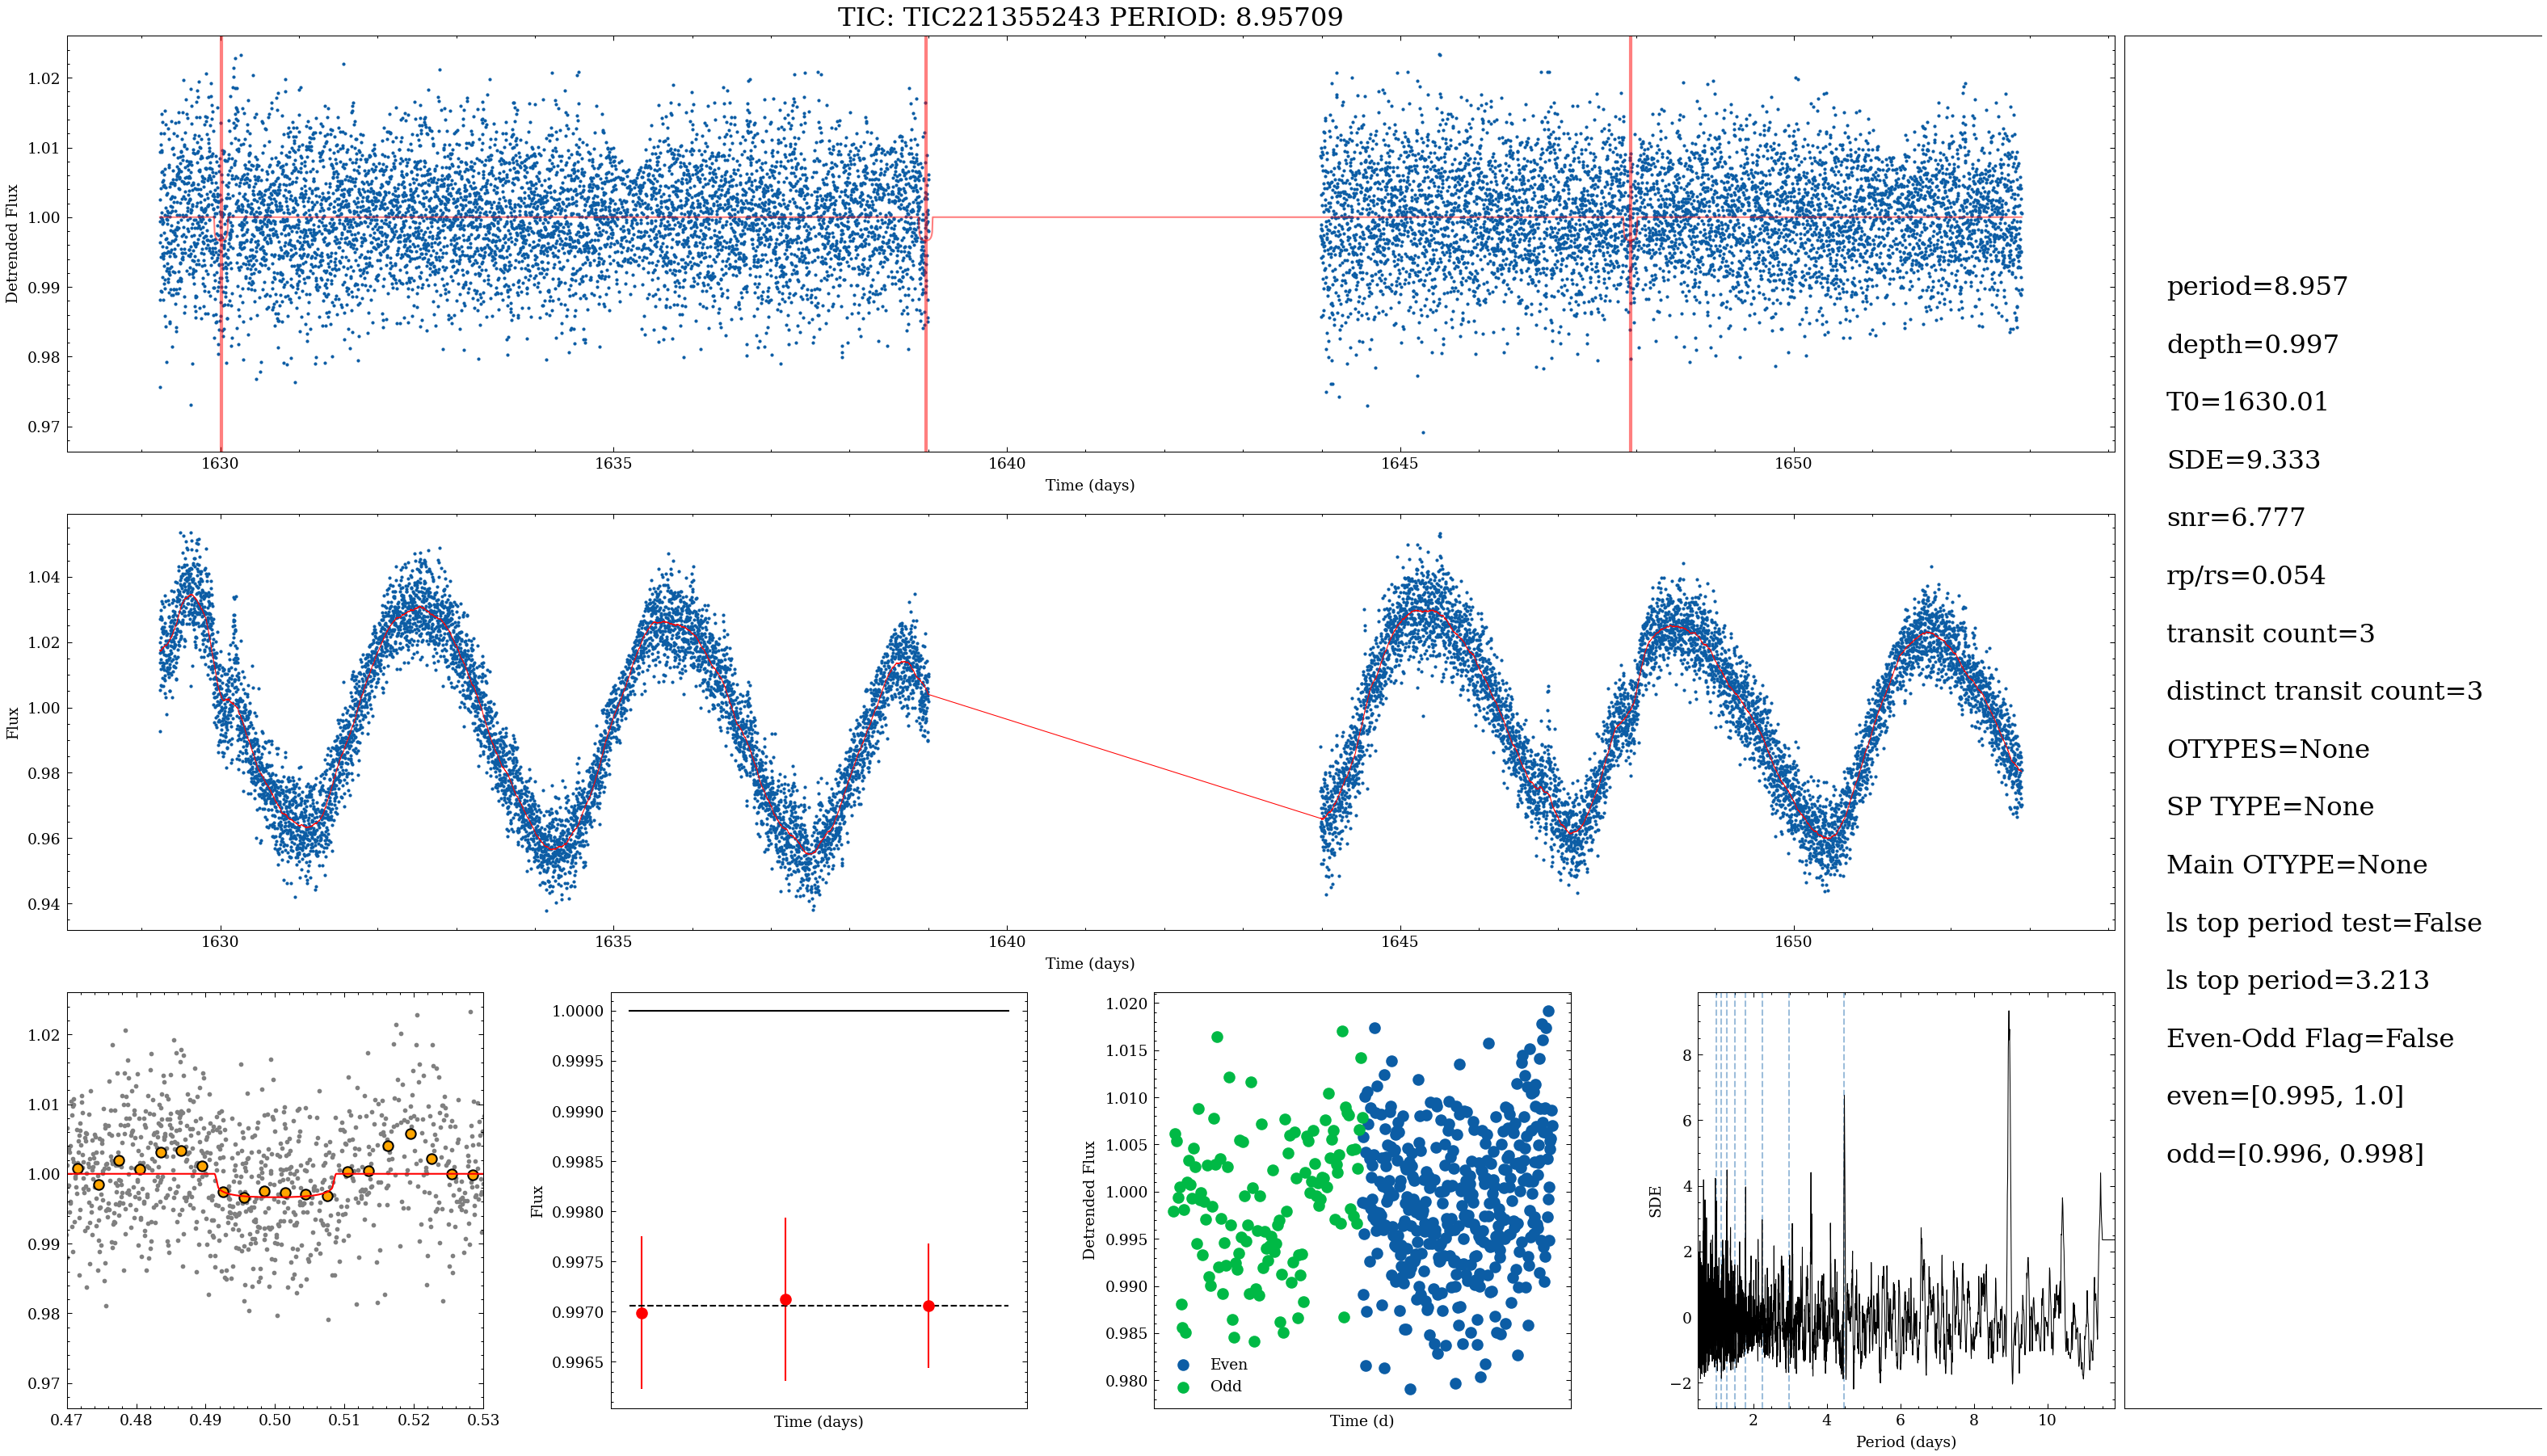 TIC: TIC221355243 PERIOD: 8.95709
Detrended Flux
1.02
1.01
1.00
0.99
0.98
0.97
1630
1635
1640
1645
1650
Time (days)
Flux
1.04
1.02
1.00
0.98
0.96
0.94
1630
1635
1640
1645
1650
Time (days)
1.02
1.01
1.00
0.99
0.98
0.97
0.47
0.48
0.49
0.50
0.51
0.52
0.53
Flux
1.0000
0.9995
0.9990
0.9985
0.9980
0.9975
0.9970
0.9965
Time (days)
Detrended Flux
1.020
1.015
1.010
1.005
1.000
0.995
0.990
0.985
0.980
Even
Odd
Time (d)
SDE
8
6
4
2
0
−2
2
4
6
8
10
Period (days)
period=8.957
depth=0.997
T0=1630.01
SDE=9.333
snr=6.777
rp/rs=0.054
transit count=3
distinct transit count=3
OTYPES=None
SP TYPE=None
Main OTYPE=None
ls top period test=False
ls top period=3.213
Even-Odd Flag=False
even=[0.995, 1.0]
odd=[0.996, 0.998]